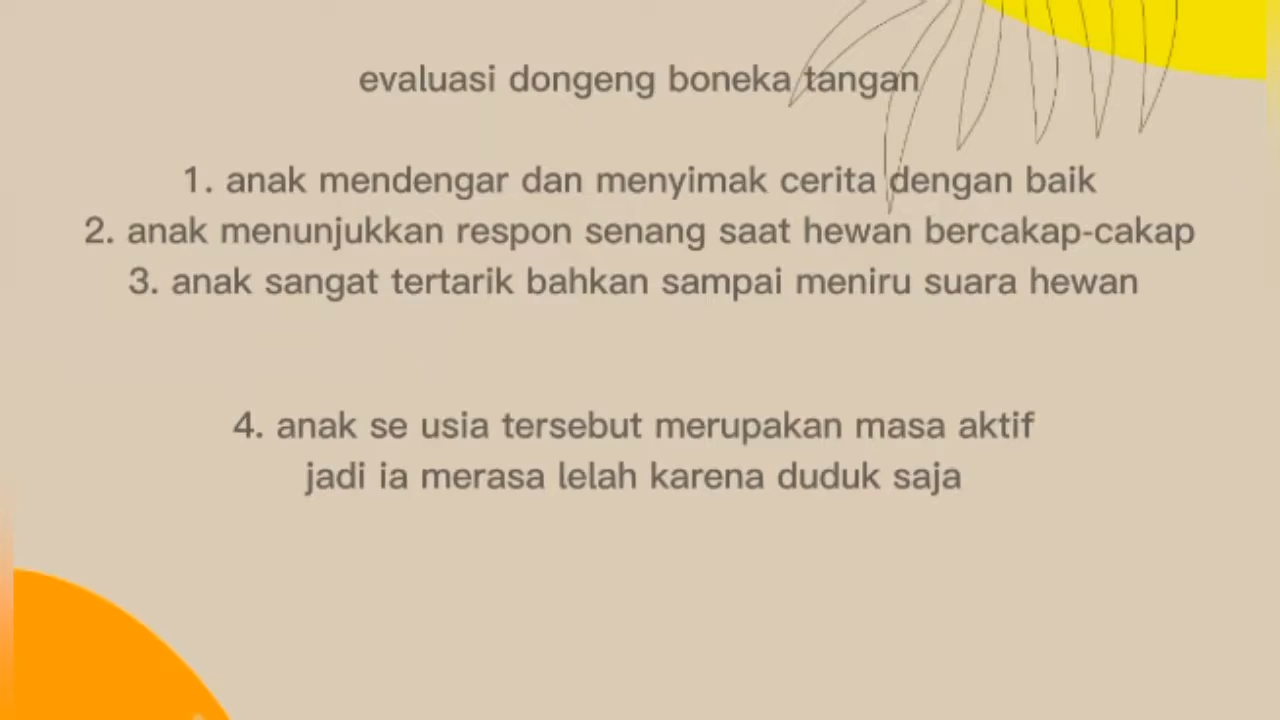 evaluasi dongeng boneka tangan
1. anak mendengar dan menyimak cerita dengan baik
2. anak menunjukkan respon senang saat hewan bercakap-cakap
3. anak sangat tertarik bahkan sampai meniru suara hewan
4. anak se usia tersebut merupakan masa aktif
jadi ia merasa lelah karena duduk saja